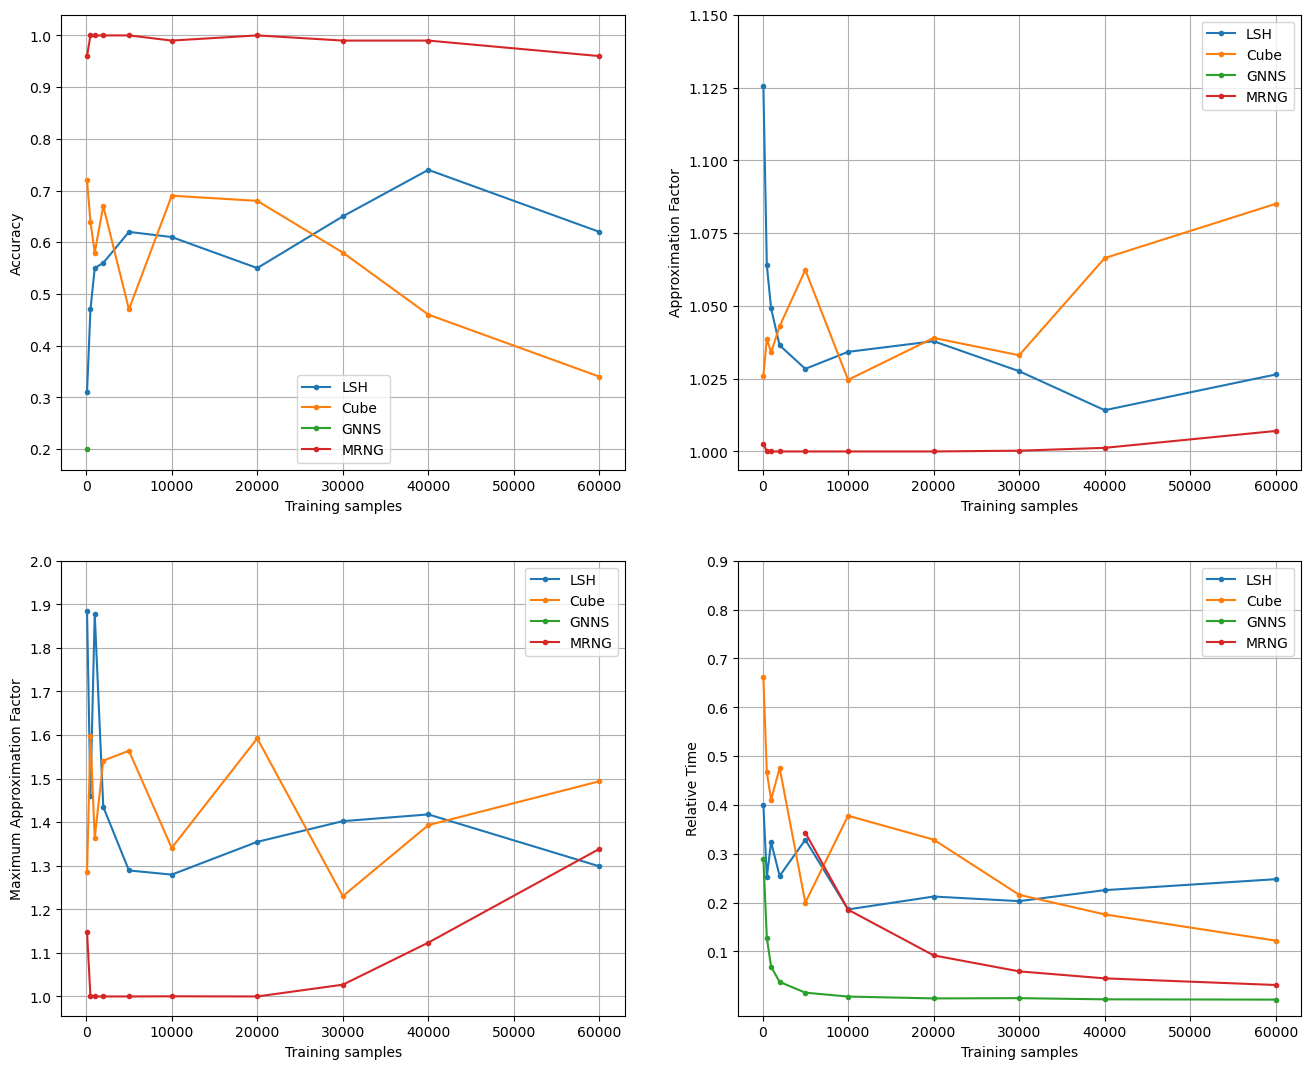 1.0
0.9
0.8
0.7
0.6
0.5
0.4
0.3
0.2
Accuracy
LSH
Cube
GNNS
MRNG
0 10000 20000 30000 40000 50000 60000
Training samples
1.150
1.125
1.100
1.075
1.050
1.025
1.000
Approximation Factor
LSH
Cube
GNNS
MRNG
0 10000 20000 30000 40000 50000 60000
Training samples
2.0
1.9
1.8
1.7
1.6
1.5
1.4
1.3
1.2
1.1
1.0
Maximum Approximation Factor
LSH
Cube
GNNS
MRNG
0 10000 20000 30000 40000 50000 60000
Training samples
0.9
0.8
0.7
0.6
0.5
0.4
0.3
0.2
0.1
Relative Time
LSH
Cube
GNNS
MRNG
0 10000 20000 30000 40000 50000 60000
Training samples